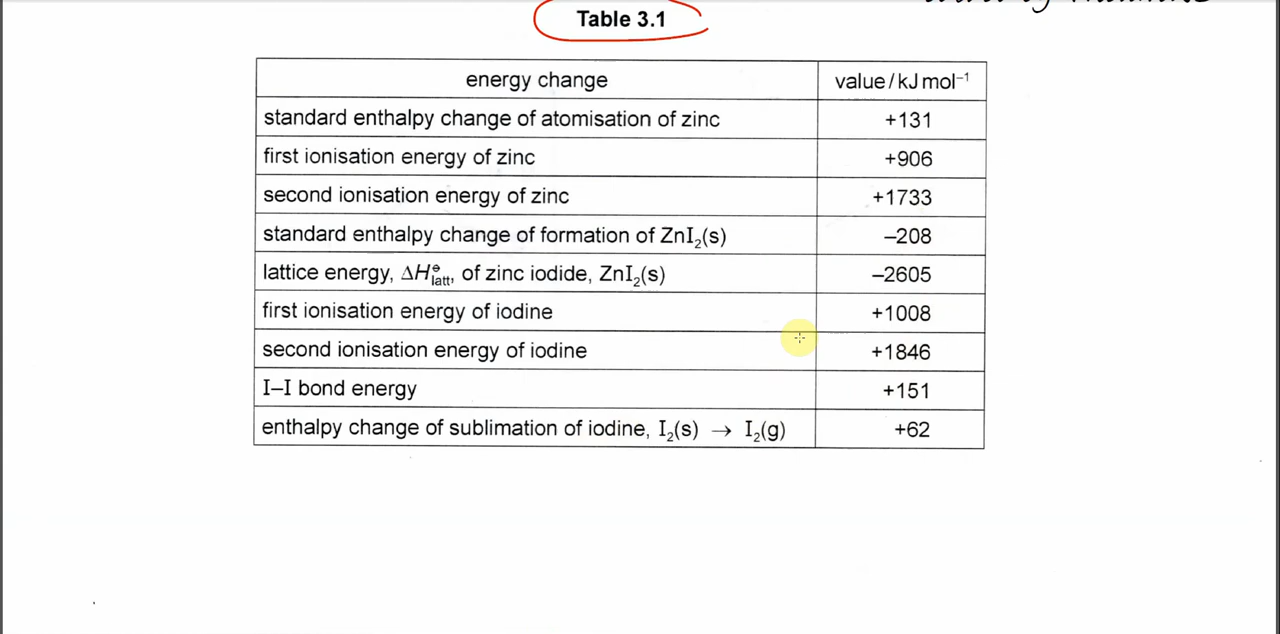 Table 3.1
energy change value / kJ mol⁻¹
standard enthalpy change of atomisation of zinc +131
first ionisation energy of zinc +906
second ionisation energy of zinc +1733
standard enthalpy change of formation of ZnI₂(s) –208
lattice energy, ΔH⦵latt, of zinc iodide, ZnI₂(s) –2605
first ionisation energy of iodine +1008
second ionisation energy of iodine +1846
I–I bond energy +151
enthalpy change of sublimation of iodine, I₂(s) → I₂(g) +62